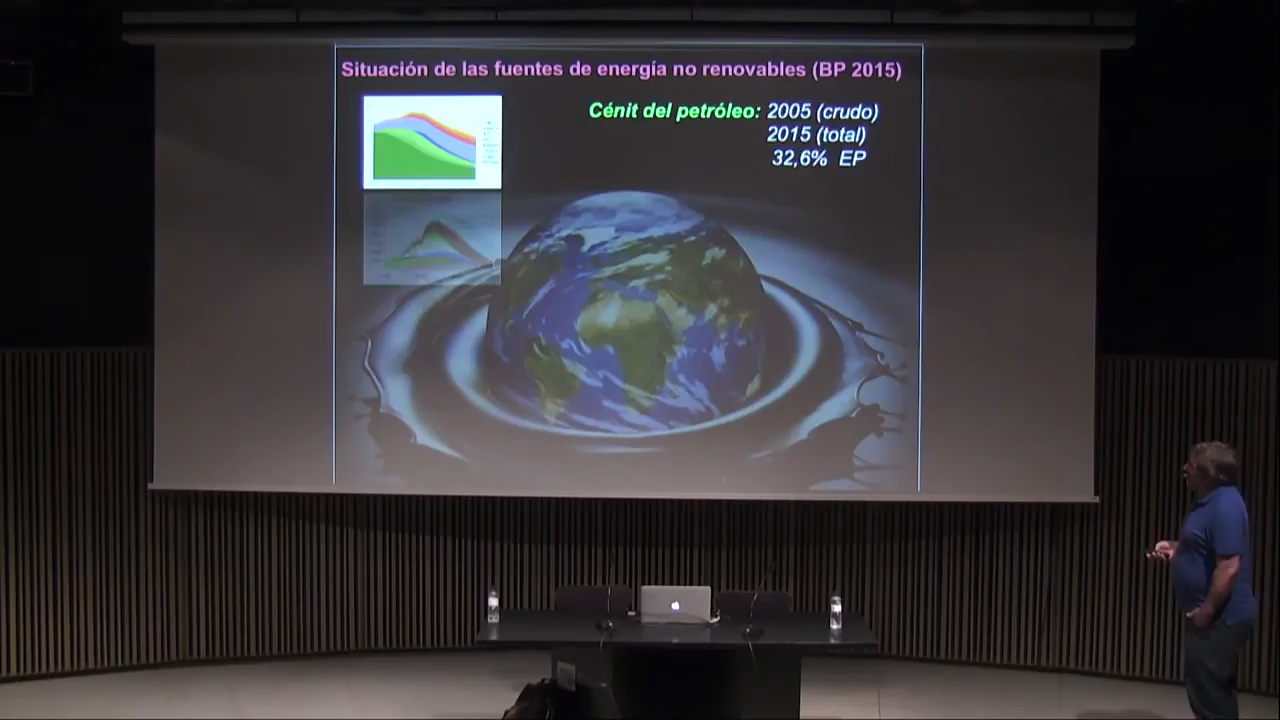 Situación de las fuentes de energía no renovables (BP 2015)
Cénit del petróleo: 2005 (crudo)
2015 (total)
32,6% EP